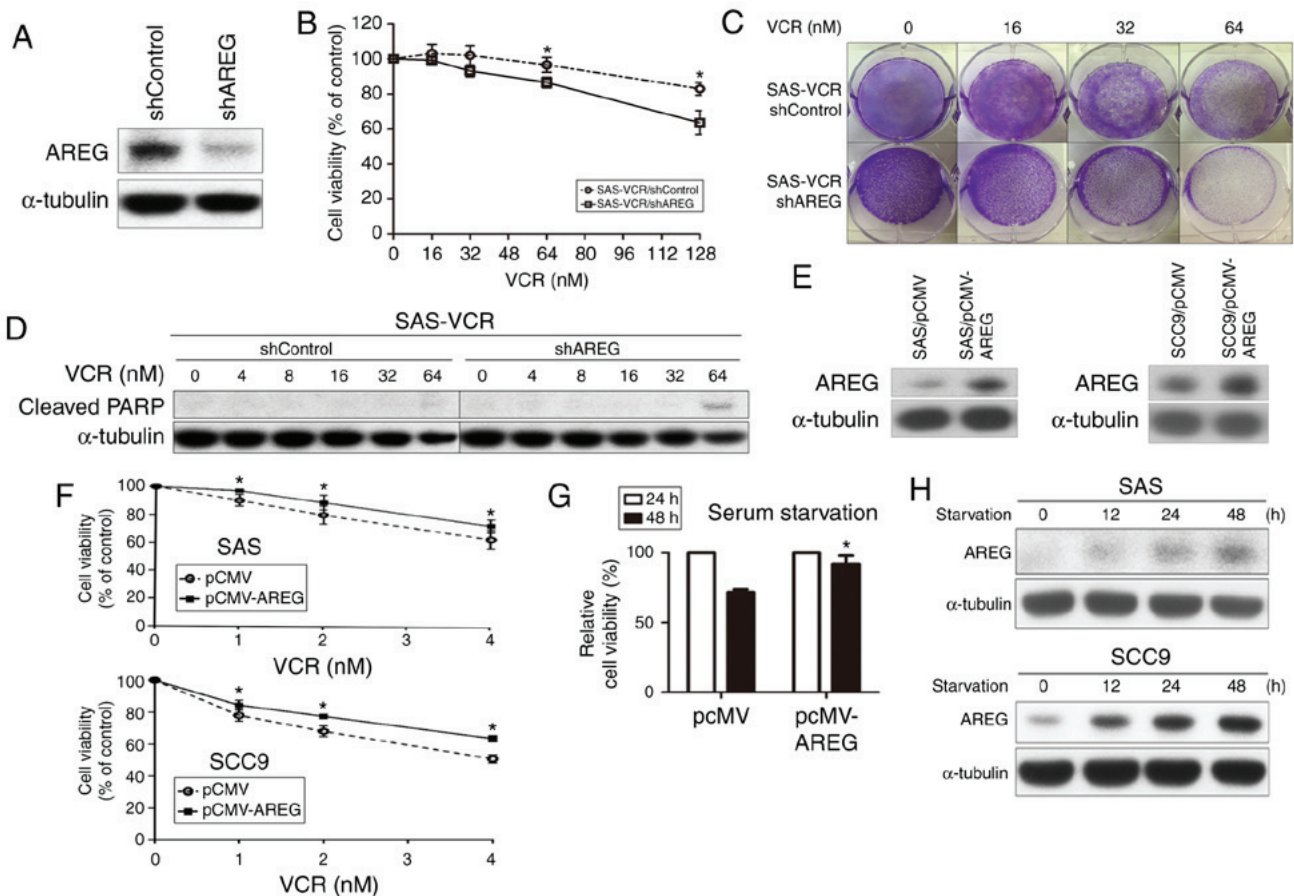 A
shControl
shAREG
AREG
α-tubulin
B
Cell viability (% of control)
120
100
80
60
40
20
0
*
*
SAS-VCR/shControl
SAS-VCR/shAREG
0 16 32 48 64 80 96 112 128
VCR (nM)
C
VCR (nM) 0 16 32 64
SAS-VCR
shControl
SAS-VCR
shAREG
D
SAS-VCR
shControl shAREG
VCR (nM) 0 4 8 16 32 64 0 4 8 16 32 64
Cleaved PARP
α-tubulin
E
SAS/pCMV
SAS/pCMV-
AREG
AREG
α-tubulin
SCC9/pCMV
SCC9/pCMV-
AREG
AREG
α-tubulin
F
Cell viability
(% of control)
100
80
60
40
20
0
* * *
SAS
pCMV
pCMV-AREG
0 1 2 3 4
VCR (nM)
Cell viability
(% of control)
100
80
60
40
20
0
* * *
SCC9
pCMV
pCMV-AREG
0 1 2 3 4
VCR (nM)
G
24 h
48 h
Serum starvation
Relative
cell viability (%)
100
50
0
*
pcMV
pcMV-
AREG
H
SAS
Starvation 0 12 24 48 (h)
AREG
α-tubulin
SCC9
Starvation 0 12 24 48 (h)
AREG
α-tubulin